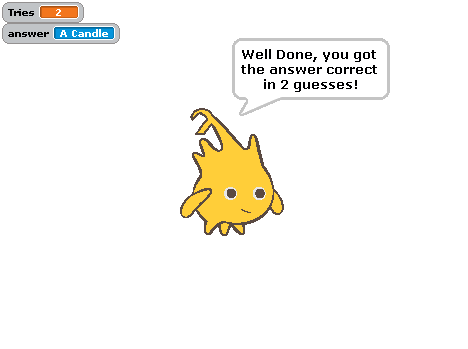 Tries 2
answer A Candle
Well Done, you got
the answer correct
in 2 guesses!